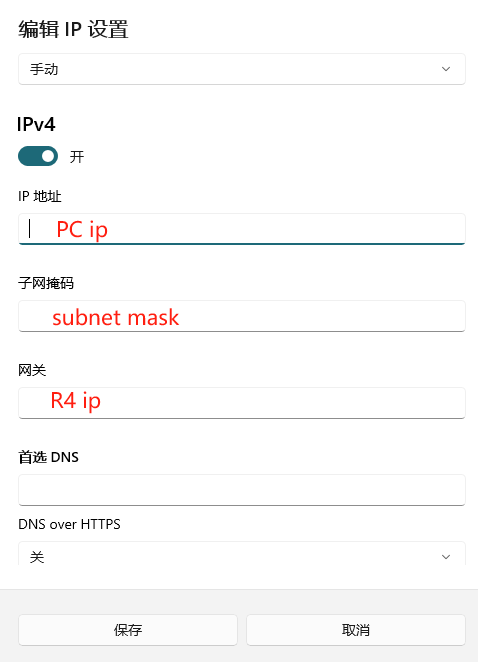 编辑 IP 设置
手动
IPv4
开
IP 地址
PC ip
子网掩码
subnet mask
网关
R4 ip
首选 DNS
DNS over HTTPS
关
保存 取消